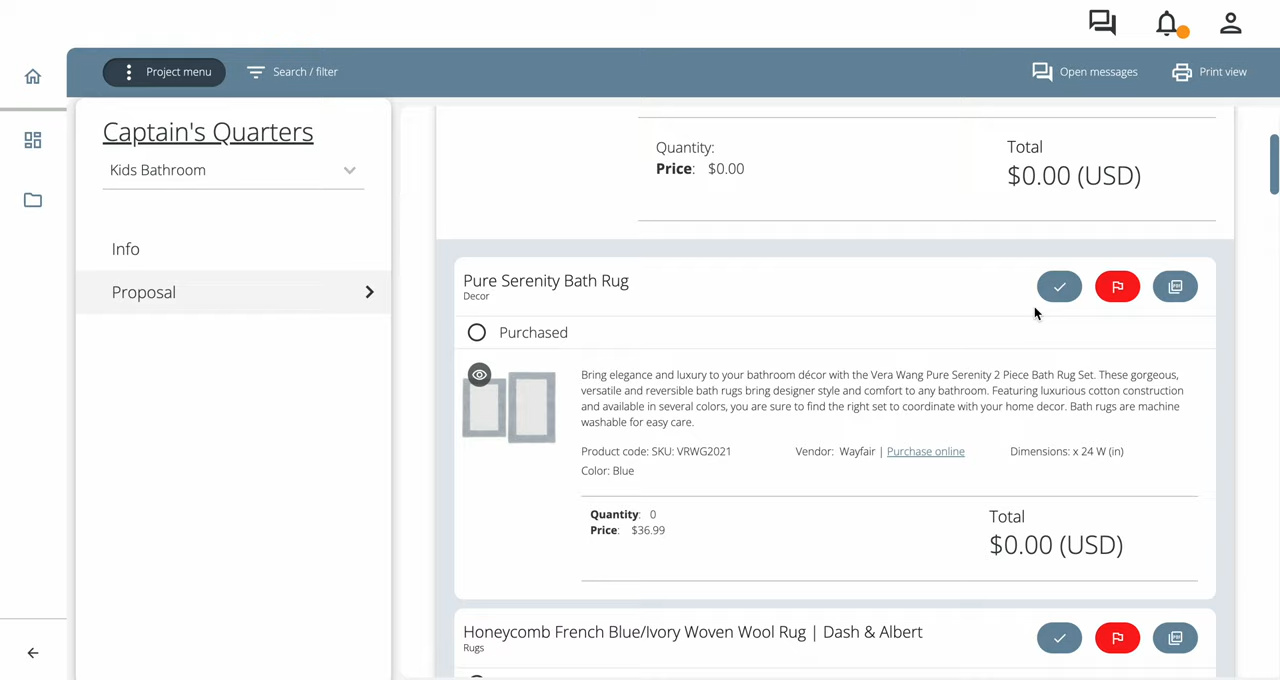 Project menu
Search / filter
Open messages
Print view
Captain's Quarters
Kids Bathroom
Info
Proposal
Quantity:
Price: $0.00
Total
$0.00 (USD)
Pure Serenity Bath Rug
Decor
Purchased
Bring elegance and luxury to your bathroom décor with the Vera Wang Pure Serenity 2 Piece Bath Rug Set. These gorgeous,
versatile and reversible bath rugs bring designer style and comfort to any bathroom. Featuring luxurious cotton construction
and available in several colors, you are sure to find the right set to coordinate with your home decor. Bath rugs are machine
washable for easy care.
Product code: SKU: VRWG2021
Vendor: Wayfair | Purchase online
Dimensions: x 24 W (in)
Color: Blue
Quantity: 0
Price: $36.99
Total
$0.00 (USD)
Honeycomb French Blue/Ivory Woven Wool Rug | Dash & Albert
Rugs